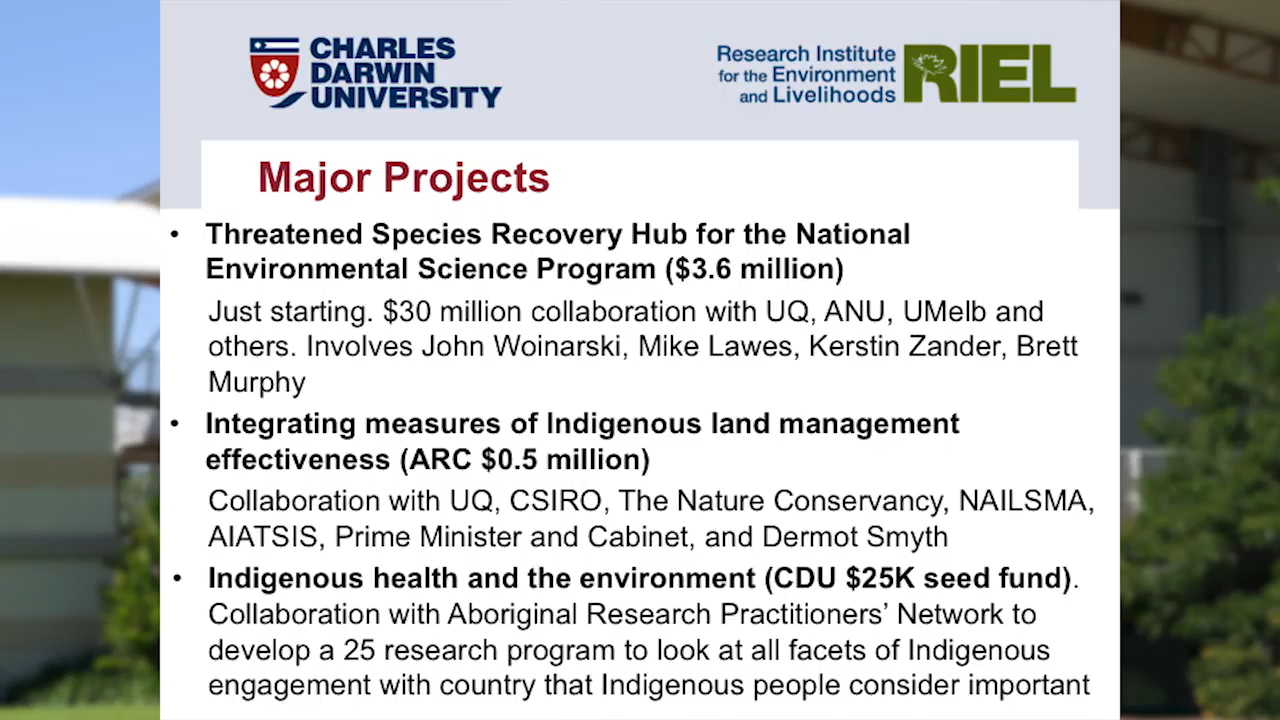 CHARLES
DARWIN
UNIVERSITY
Research Institute
for the Environment
and Livelihoods
RIEL
Major Projects
• Threatened Species Recovery Hub for the National
Environmental Science Program ($3.6 million)
Just starting. $30 million collaboration with UQ, ANU, UMelb and
others. Involves John Woinarski, Mike Lawes, Kerstin Zander, Brett
Murphy
• Integrating measures of Indigenous land management
effectiveness (ARC $0.5 million)
Collaboration with UQ, CSIRO, The Nature Conservancy, NAILSMA,
AIATSIS, Prime Minister and Cabinet, and Dermot Smyth
• Indigenous health and the environment (CDU $25K seed fund).
Collaboration with Aboriginal Research Practitioners’ Network to
develop a 25 research program to look at all facets of Indigenous
engagement with country that Indigenous people consider important